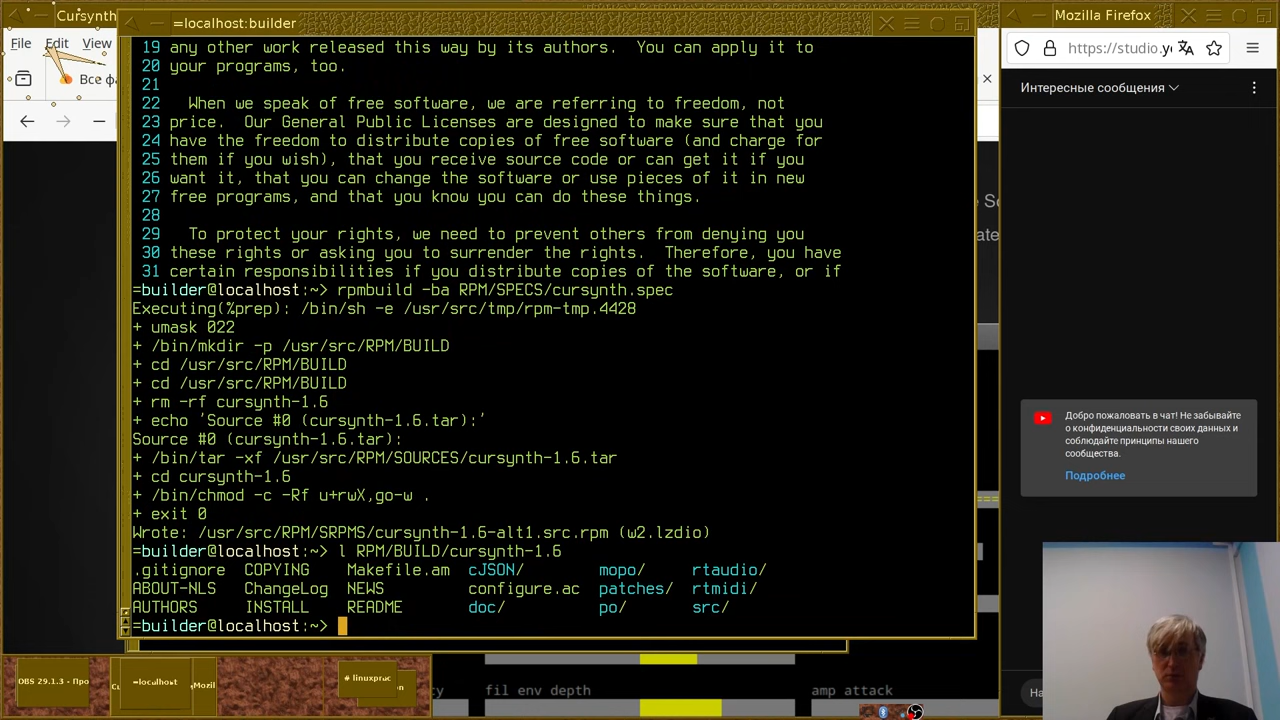 Cursynth
=localhost:builder
Mozilla Firefox
File Edit View
https://studio.y
Все фа
Интересные сообщения
19 any other work released this way by its authors.  You can apply it to
20 your programs, too.
21
22   When we speak of free software, we are referring to freedom, not
23 price.  Our General Public Licenses are designed to make sure that you
24 have the freedom to distribute copies of free software (and charge for
25 them if you wish), that you receive source code or can get it if you
26 want it, that you can change the software or use pieces of it in new
27 free programs, and that you know you can do these things.
28
29   To protect your rights, we need to prevent others from denying you
30 these rights or asking you to surrender the rights.  Therefore, you have
31 certain responsibilities if you distribute copies of the software, or if
=builder@localhost:~> rpmbuild -ba RPM/SPECS/cursynth.spec
Executing(%prep): /bin/sh -e /usr/src/tmp/rpm-tmp.4428
+ umask 022
+ /bin/mkdir -p /usr/src/RPM/BUILD
+ cd /usr/src/RPM/BUILD
+ cd /usr/src/RPM/BUILD
+ rm -rf cursynth-1.6
+ echo 'Source #0 (cursynth-1.6.tar):'
Source #0 (cursynth-1.6.tar):
+ /bin/tar -xf /usr/src/RPM/SOURCES/cursynth-1.6.tar
+ cd cursynth-1.6
+ /bin/chmod -c -Rf u+rwX,go-w .
+ exit 0
Wrote: /usr/src/RPM/SRPMS/cursynth-1.6-alt1.src.rpm (w2.lzdio)
=builder@localhost:~> l RPM/BUILD/cursynth-1.6
.gitignore  COPYING    Makefile.am  cJSON/        mopo/     rtaudio/
ABOUT-NLS   ChangeLog  NEWS         configure.ac  patches/  rtmidi/
AUTHORS     INSTALL    README       doc/          po/       src/
=builder@localhost:~>
Добро пожаловать в чат! Не забывайте
о конфиденциальности своих данных и
соблюдайте принципы нашего
сообщества.
Подробнее
На
OBS 29.1.3 - Про
=localhost
Mozil
# linuxprac
fil env depth
amp attack